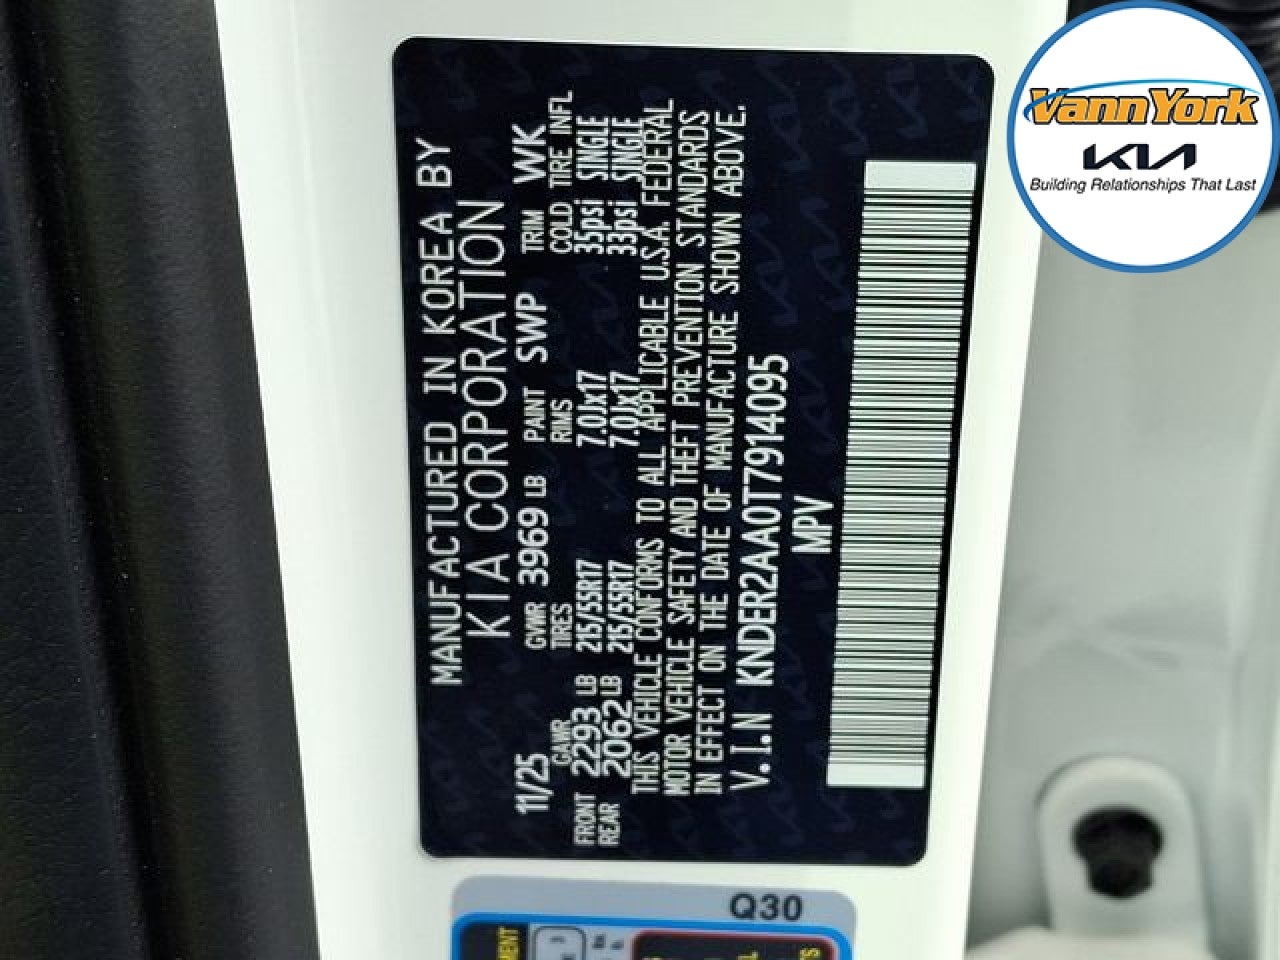 MANUFACTURED IN KOREA BY
KIA CORPORATION
11/25 GVWR 3969 LB PAINT SWP TRIM WK
GAWR TIRES RIMS COLD TIRE INFL
FRONT 2293 LB 215/55R17 7.0Jx17 35psi SINGLE
REAR 2062 LB 215/55R17 7.0Jx17 33psi SINGLE
THIS VEHICLE CONFORMS TO ALL APPLICABLE U.S.A. FEDERAL
MOTOR VEHICLE SAFETY AND THEFT PREVENTION STANDARDS
IN EFFECT ON THE DATE OF MANUFACTURE SHOWN ABOVE.
V.I.N KNDER2AA0T7914095
MPV
Q30
VannYork
KIA
Building Relationships That Last